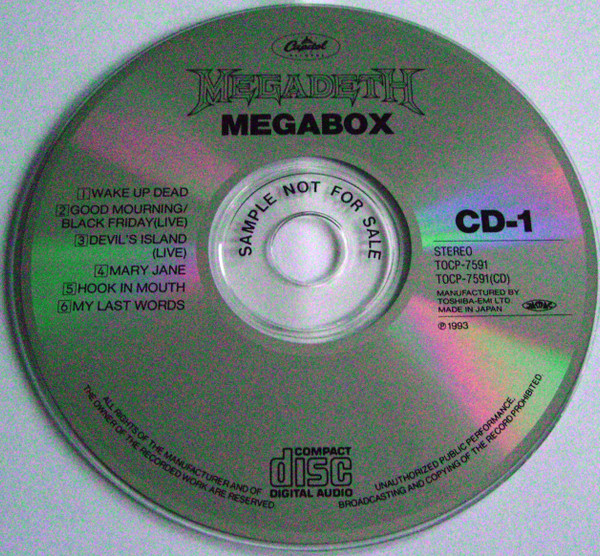 Capitol
RECORDS
MEGADETH
MEGABOX
SAMPLE NOT FOR SALE
1 WAKE UP DEAD
2 GOOD MOURNING/
BLACK FRIDAY(LIVE)
3 DEVIL'S ISLAND
(LIVE)
4 MARY JANE
5 HOOK IN MOUTH
6 MY LAST WORDS
CD-1
STEREO
TOCP-7591
TOCP-7591(CD)
MANUFACTURED BY
TOSHIBA-EMI LTD.
MADE IN JAPAN
℗1993
ALL RIGHTS OF THE MANUFACTURER AND OF
THE OWNER OF THE RECORDED WORK ARE RESERVED.
COMPACT
disc
DIGITAL AUDIO
UNAUTHORIZED PUBLIC PERFORMANCE,
BROADCASTING AND COPYING OF THE RECORD PROHIBITED.